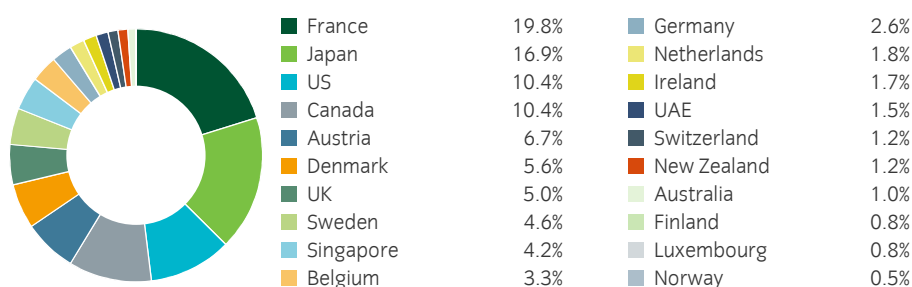 France 19.8%
Japan 16.9%
US 10.4%
Canada 10.4%
Austria 6.7%
Denmark 5.6%
UK 5.0%
Sweden 4.6%
Singapore 4.2%
Belgium 3.3%
Germany 2.6%
Netherlands 1.8%
Ireland 1.7%
UAE 1.5%
Switzerland 1.2%
New Zealand 1.2%
Australia 1.0%
Finland 0.8%
Luxembourg 0.8%
Norway 0.5%